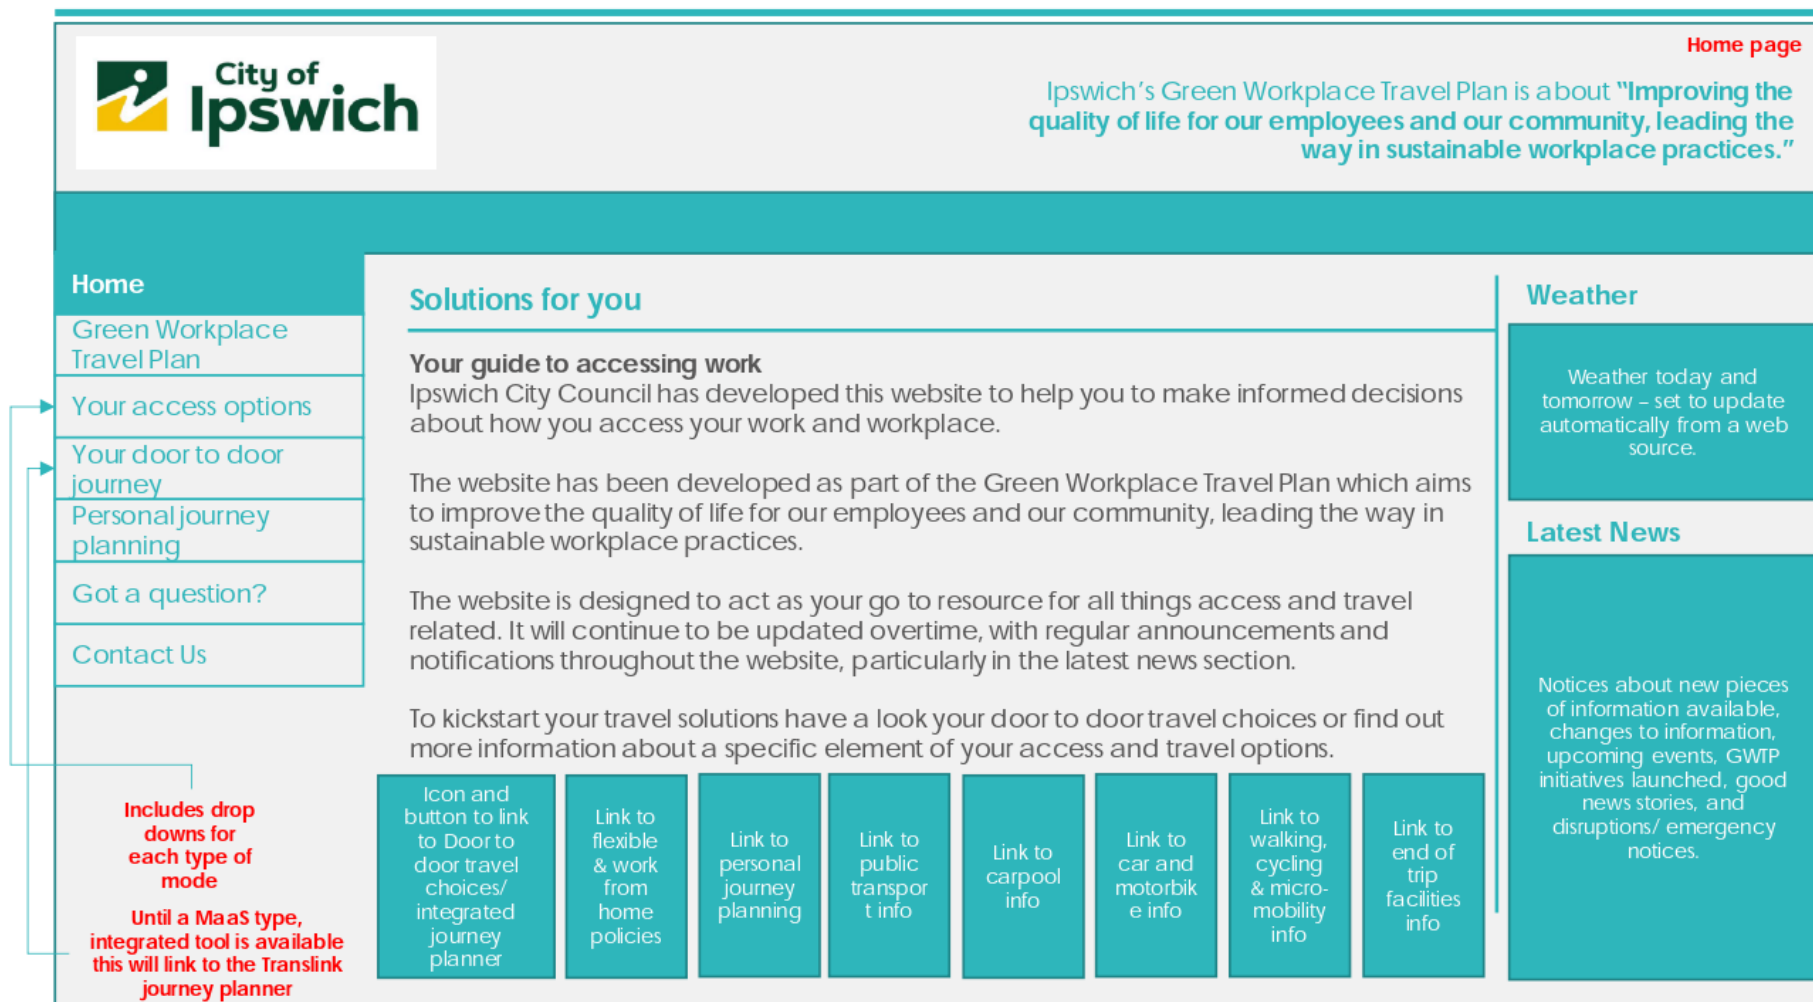 City of
Ipswich
Home page
Ipswich's Green Workplace Travel Plan is about "Improving the
quality of life for our employees and our community, leading the
way in sustainable workplace practices."
Home
Green Workplace
Travel Plan
Your access options
Your door to door
journey
Personal journey
planning
Got a question?
Contact Us
Includes drop
downs for
each type of
mode
Until a MaaS type,
integrated tool is available
this will link to the Translink
journey planner
Solutions for you
Your guide to accessing work
Ipswich City Council has developed this website to help you to make informed decisions
about how you access your work and workplace.
The website has been developed as part of the Green Workplace Travel Plan which aims
to improve the quality of life for our employees and our community, leading the way in
sustainable workplace practices.
The website is designed to act as your go to resource for all things access and travel
related. It will continue to be updated overtime, with regular announcements and
notifications throughout the website, particularly in the latest news section.
To kickstart your travel solutions have a look your door to door travel choices or find out
more information about a specific element of your access and travel options.
Icon and
button to link
to Door to
door travel
choices/
integrated
journey
planner
Link to
flexible
& work
from
home
policies
Link to
personal
journey
planning
Link to
public
transpor
t info
Link to
carpool
info
Link to
car and
motorbik
e info
Link to
walking,
cycling
& micro-
mobility
info
Link to
end of
trip
facilities
info
Weather
Weather today and
tomorrow – set to update
automatically from a web
source.
Latest News
Notices about new pieces
of information available,
changes to information,
upcoming events, GWTP
initiatives launched, good
news stories, and
disruptions/ emergency
notices.